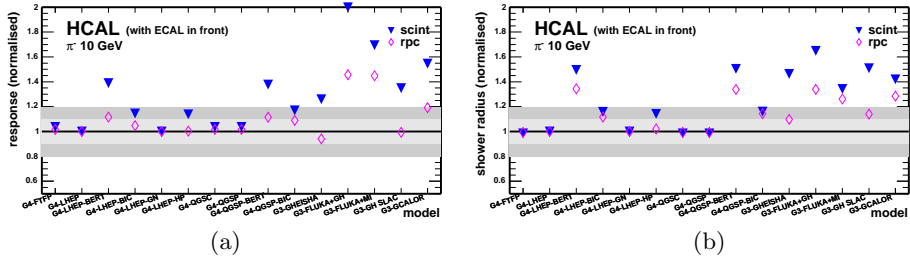 HCAL (with ECAL in front)
π⁻ 10 GeV
scint
rpc
response (normalised)
2
1.8
1.6
1.4
1.2
1
0.8
0.6
G4-FTFP
G4-LHEP
G4-LHEP-BERT
G4-LHEP-BIC
G4-LHEP-GN
G4-LHEP-HP
G4-QGSC
G4-QGSP
G4-QGSP-BERT
G4-QGSP-BIC
G3-GHEISHA
G3-FLUKA+GH
G3-FLUKA+MI
G3-GH SLAC
G3-GCALOR
model
(a)
HCAL (with ECAL in front)
π⁻ 10 GeV
scint
rpc
shower radius (normalised)
2
1.8
1.6
1.4
1.2
1
0.8
0.6
G4-FTFP
G4-LHEP
G4-LHEP-BERT
G4-LHEP-BIC
G4-LHEP-GN
G4-LHEP-HP
G4-QGSC
G4-QGSP
G4-QGSP-BERT
G4-QGSP-BIC
G3-GHEISHA
G3-FLUKA+GH
G3-FLUKA+MI
G3-GH SLAC
G3-GCALOR
model
(b)